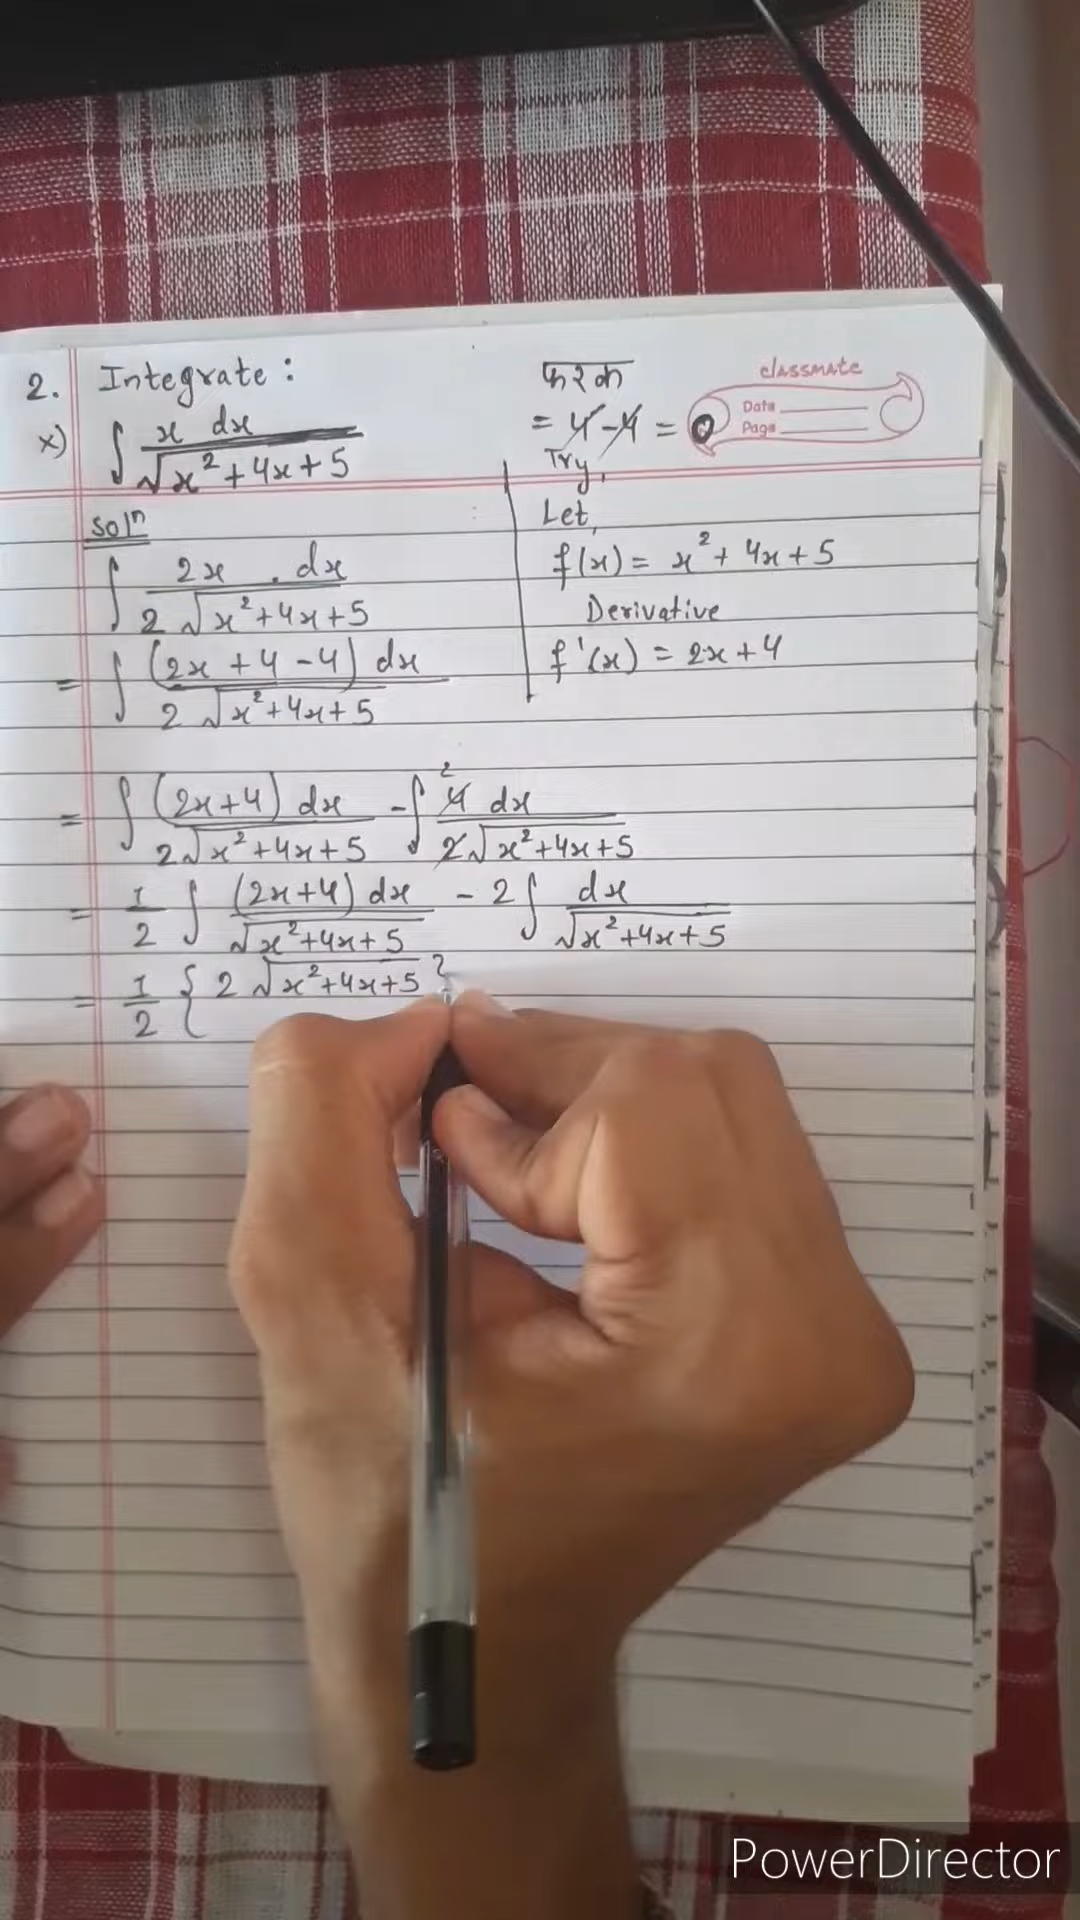 2. Integrate :
x) ∫ x dx / √x²+4x+5
फरक
= 4 - 4 = 0
Try,
classmate
Date
Page
Solⁿ
∫ 2x . dx / 2 √x²+4x+5
= ∫ (2x + 4 - 4) dx / 2 √x²+4x+5
Let,
f(x) = x² + 4x + 5
Derivative
f'(x) = 2x + 4
= ∫ (2x+4) dx / 2√x²+4x+5 - ∫ 4 2 dx / 2√x²+4x+5
= 1/2 ∫ (2x+4) dx / √x²+4x+5 - 2 ∫ dx / √x²+4x+5
= 1/2 { 2 √x²+4x+5 }
PowerDirector